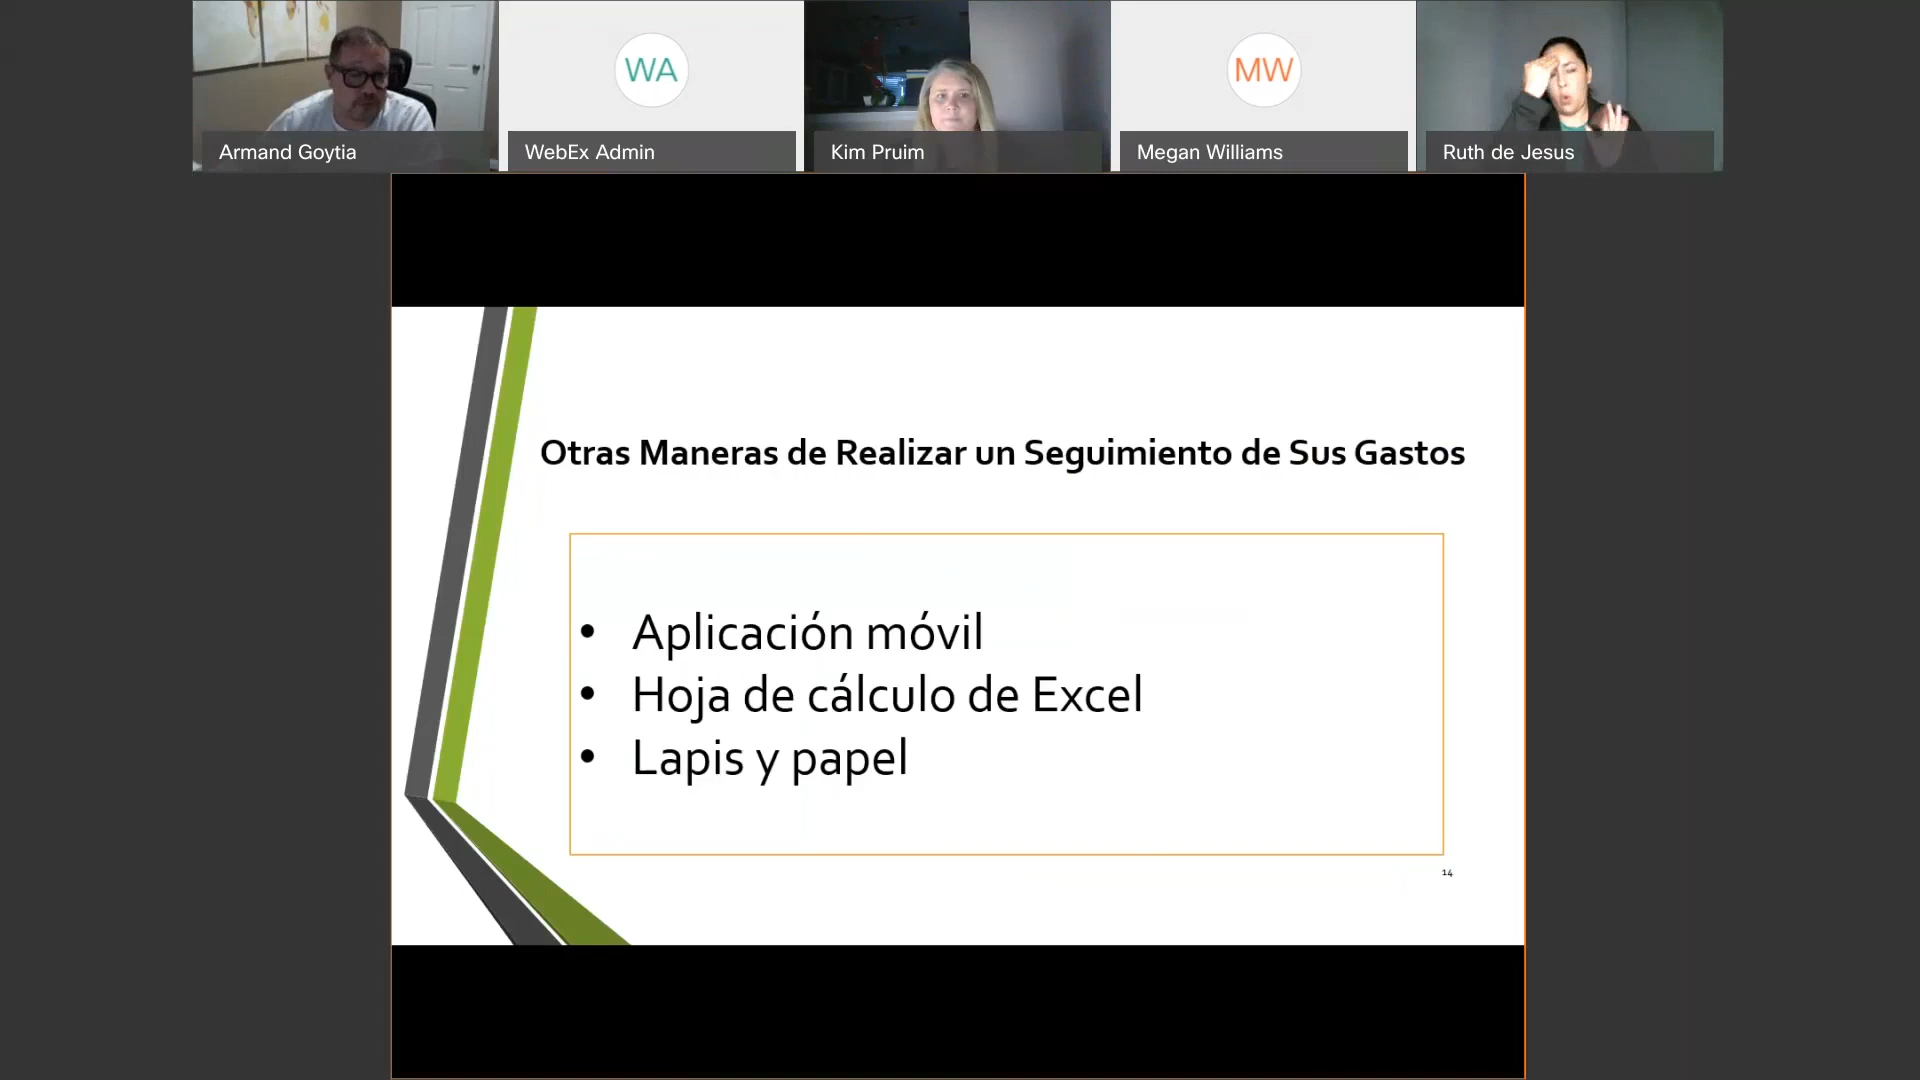 WA
MW
Armand Goytia
WebEx Admin
Kim Pruim
Megan Williams
Ruth de Jesus
Otras Maneras de Realizar un Seguimiento de Sus Gastos
• Aplicación móvil
• Hoja de cálculo de Excel
• Lapis y papel
14